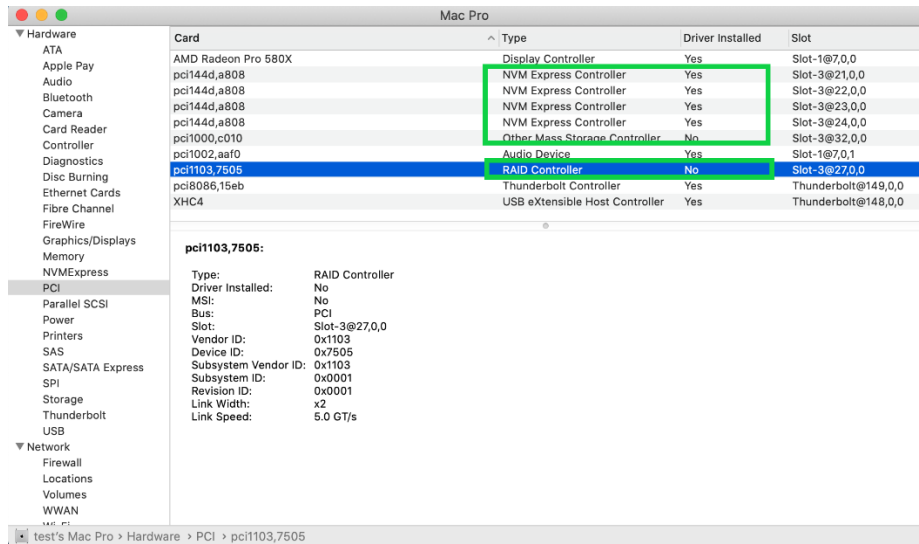 Mac Pro
Hardware
ATA
Apple Pay
Audio
Bluetooth
Camera
Card Reader
Controller
Diagnostics
Disc Burning
Ethernet Cards
Fibre Channel
FireWire
Graphics/Displays
Memory
NVMExpress
PCI
Parallel SCSI
Power
Printers
SAS
SATA/SATA Express
SPI
Storage
Thunderbolt
USB
Network
Firewall
Locations
Volumes
WWAN
Wi-Fi
Card Type Driver Installed Slot
AMD Radeon Pro 580X Display Controller Yes Slot-1@7,0,0
pci144d,a808 NVM Express Controller Yes Slot-3@21,0,0
pci144d,a808 NVM Express Controller Yes Slot-3@22,0,0
pci144d,a808 NVM Express Controller Yes Slot-3@23,0,0
pci144d,a808 NVM Express Controller Yes Slot-3@24,0,0
pci1000,c010 Other Mass Storage Controller No Slot-3@32,0,0
pci1002,aaf0 Audio Device Yes Slot-1@7,0,1
pci1103,7505 RAID Controller No Slot-3@27,0,0
pci8086,15eb Thunderbolt Controller Yes Thunderbolt@149,0,0
XHC4 USB eXtensible Host Controller Yes Thunderbolt@148,0,0
pci1103,7505:
Type: RAID Controller
Driver Installed: No
MSI: No
Bus: PCI
Slot: Slot-3@27,0,0
Vendor ID: 0x1103
Device ID: 0x7505
Subsystem Vendor ID: 0x1103
Subsystem ID: 0x0001
Revision ID: 0x0001
Link Width: x2
Link Speed: 5.0 GT/s
test's Mac Pro › Hardware › PCI › pci1103,7505